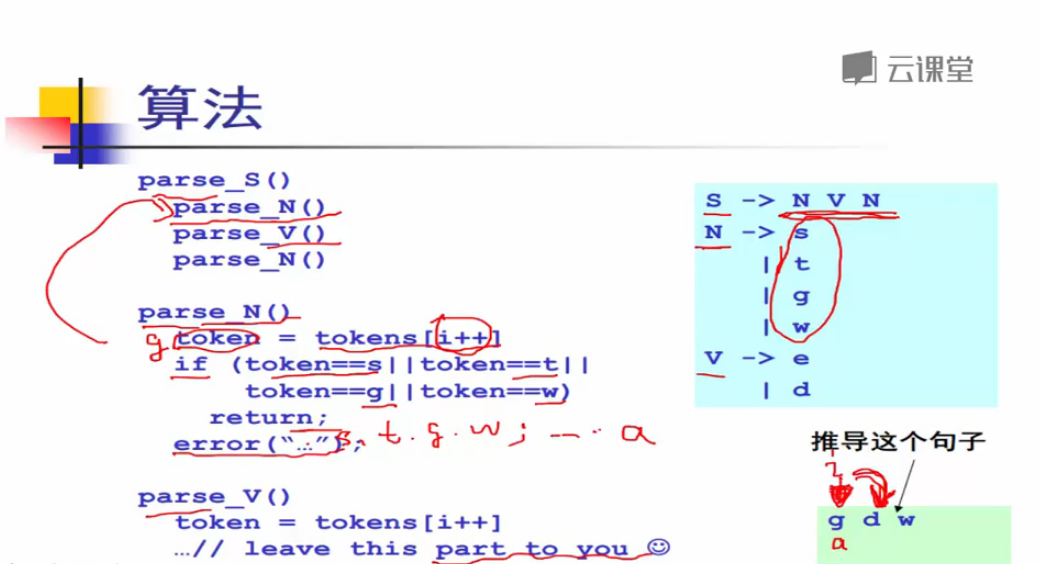 云课堂
算法
parse_S()
parse_N()
parse_V()
parse_N()
parse_N()
g token = tokens[i++]
if (token==s||token==t||
token==g||token==w)
return;
error("…"); s, t. g. w ; — . . a
parse_V()
token = tokens[i++]
…// leave this part to you ☺
S -> N V N
N -> s
| t
| g
| w
V -> e
| d
推导这个句子
g d w
a